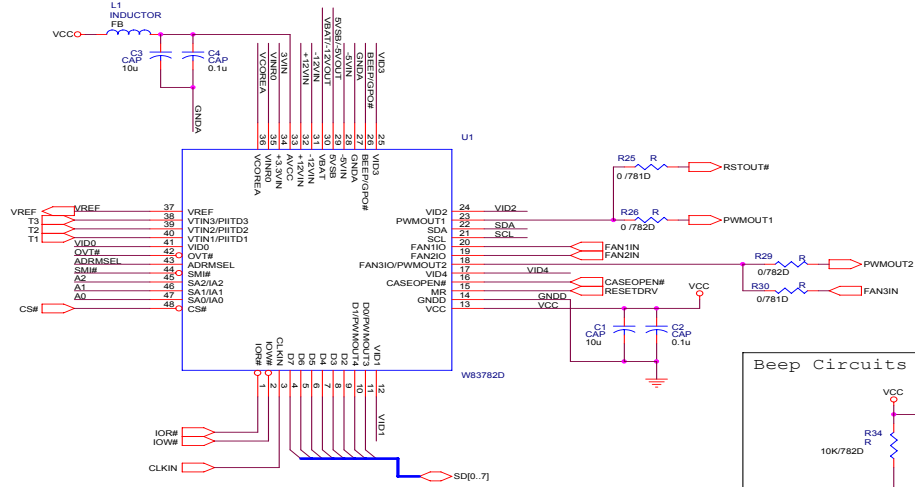 L1
INDUCTOR
FB
VCC
C3
CAP
10u
C4
CAP
0.1u
GNDA
VCOREA
VINR0
3VIN
+12VIN
-12VIN
VBAT/-12VOUT
5VSB/-5VOUT
-5VIN
GNDA
BEEP/GPO#
VID3
36
35
34
33
32
31
30
29
28
27
26
25
U1
VCOREA
VINR0
+3.3VIN
AVCC
+12VIN
-12VIN
VBAT
5VSB
-5VIN
GNDA
BEEP/GPO#
VID3
VREF VREF 37 VREF
T3 38 VTIN3/PIITD3
T2 39 VTIN2/PIITD2
T1 40 VTIN1/PIITD1
VID0 41 VID0
OVT# 42 OVT#
ADRMSEL 43 ADRMSEL
SMI# 44 SMI#
A2 45 SA2/IA2
A1 46 SA1/IA1
A0 47 SA0/IA0
CS# 48 CS#
VID2 24 VID2
PWMOUT1 23
SDA 22 SDA
SCL 21 SCL
FAN1IO 20 FAN1IN
FAN2IO 19 FAN2IN
FAN3IO/PWMOUT2 18
VID4 17 VID4
CASEOPEN# 16 CASEOPEN#
MR 15 RESETDRV
GNDD 14 GNDD
VCC 13 VCC
R25 R
0 /781D
RSTOUT#
R26 R
0 /782D
PWMOUT1
R29 R
0/782D
PWMOUT2
R30 R
0/781D
FAN3IN
VCC
C1
CAP
10u
C2
CAP
0.1u
IOR#
IOW#
CLKIN
D7
D6
D5
D4
D3
D2
D1/PWMOUT4
D0/PWMOUT3
VID1
W83782D
1
2
3
4
5
6
7
8
9
10
11
12
VID1
IOR#
IOW#
CLKIN
SD[0..7]
Beep Circuits
VCC
R34
R
10K/782D